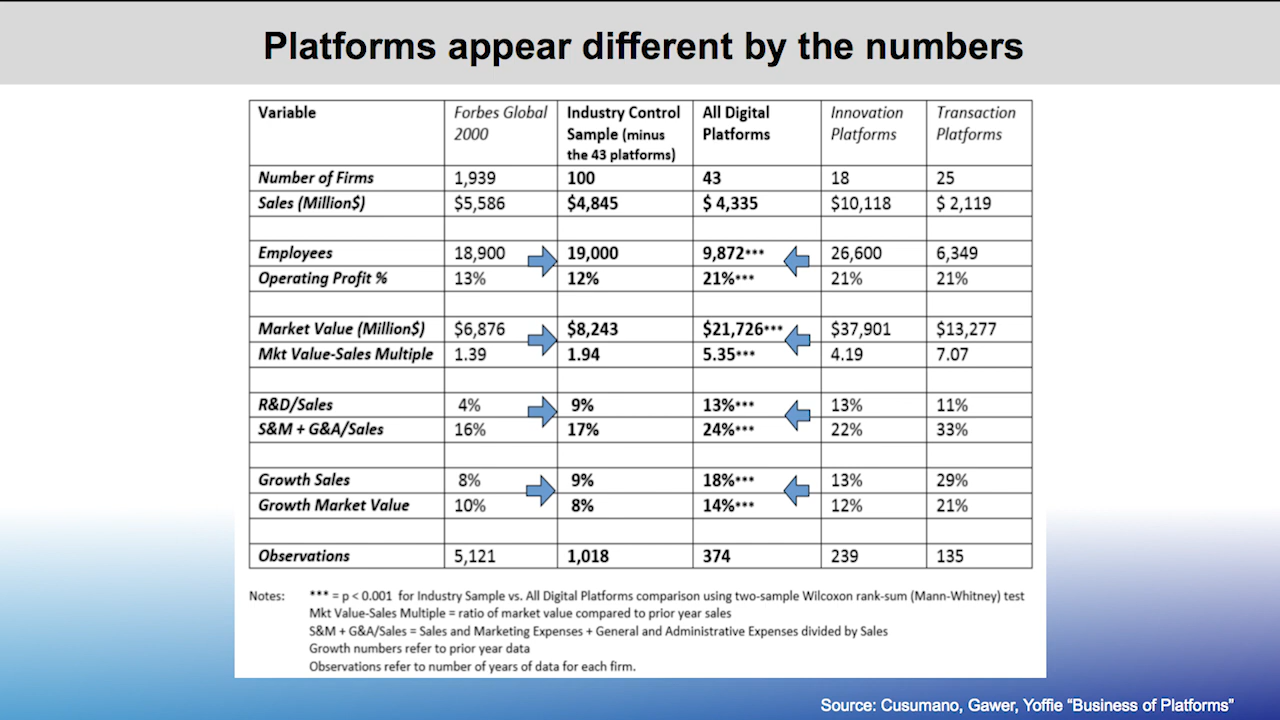 Platforms appear different by the numbers
Variable Forbes Global 2000 Industry Control Sample (minus the 43 platforms) All Digital Platforms Innovation Platforms Transaction Platforms
Number of Firms 1,939 100 43 18 25
Sales (Million$) $5,586 $4,845 $ 4,335 $10,118 $ 2,119
Employees 18,900 19,000 9,872*** 26,600 6,349
Operating Profit % 13% 12% 21%*** 21% 21%
Market Value (Million$) $6,876 $8,243 $21,726*** $37,901 $13,277
Mkt Value-Sales Multiple 1.39 1.94 5.35*** 4.19 7.07
R&D/Sales 4% 9% 13%*** 13% 11%
S&M + G&A/Sales 16% 17% 24%*** 22% 33%
Growth Sales 8% 9% 18%*** 13% 29%
Growth Market Value 10% 8% 14%*** 12% 21%
Observations 5,121 1,018 374 239 135
Notes: *** = p < 0.001 for Industry Sample vs. All Digital Platforms comparison using two-sample Wilcoxon rank-sum (Mann-Whitney) test
Mkt Value-Sales Multiple = ratio of market value compared to prior year sales
S&M + G&A/Sales = Sales and Marketing Expenses + General and Administrative Expenses divided by Sales
Growth numbers refer to prior year data
Observations refer to number of years of data for each firm.
Source: Cusumano, Gawer, Yoffie “Business of Platforms”